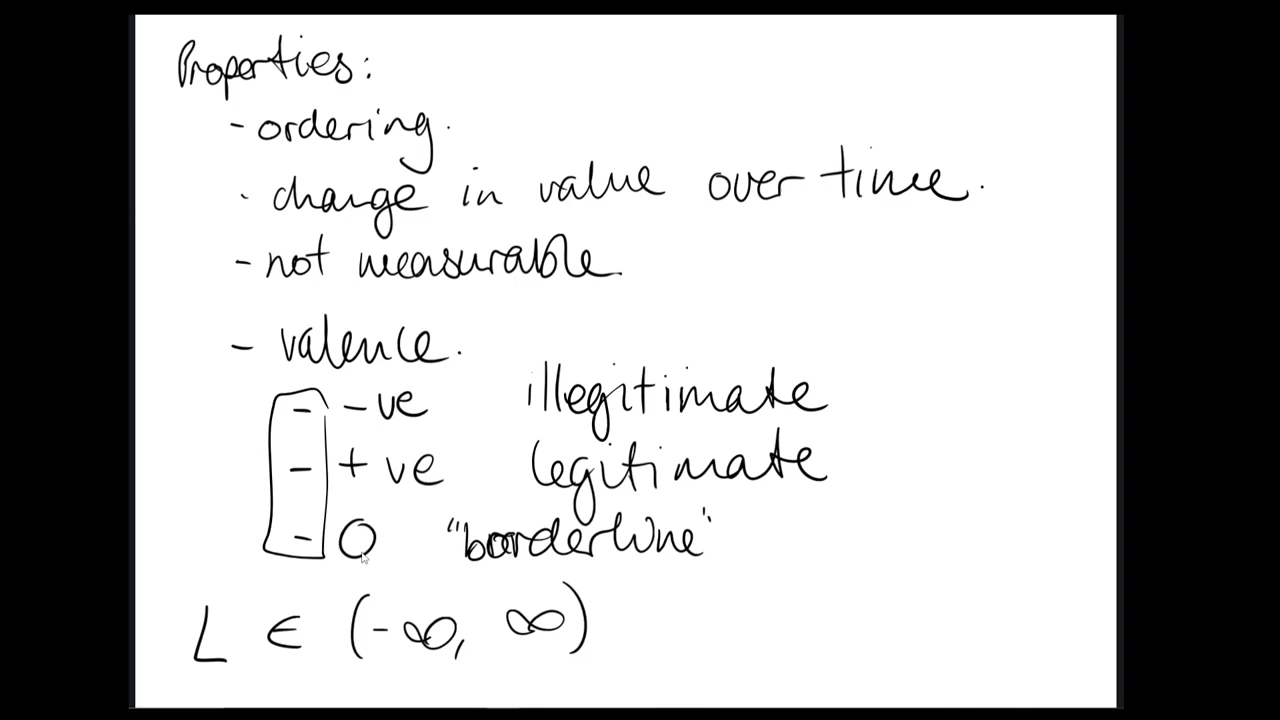 Properties:
- ordering.
- change in value over time.
- not measurable.
- valence.
- -ve illegitimate
- +ve legitimate
- 0 "borderline"
L ∈ (-∞, ∞)